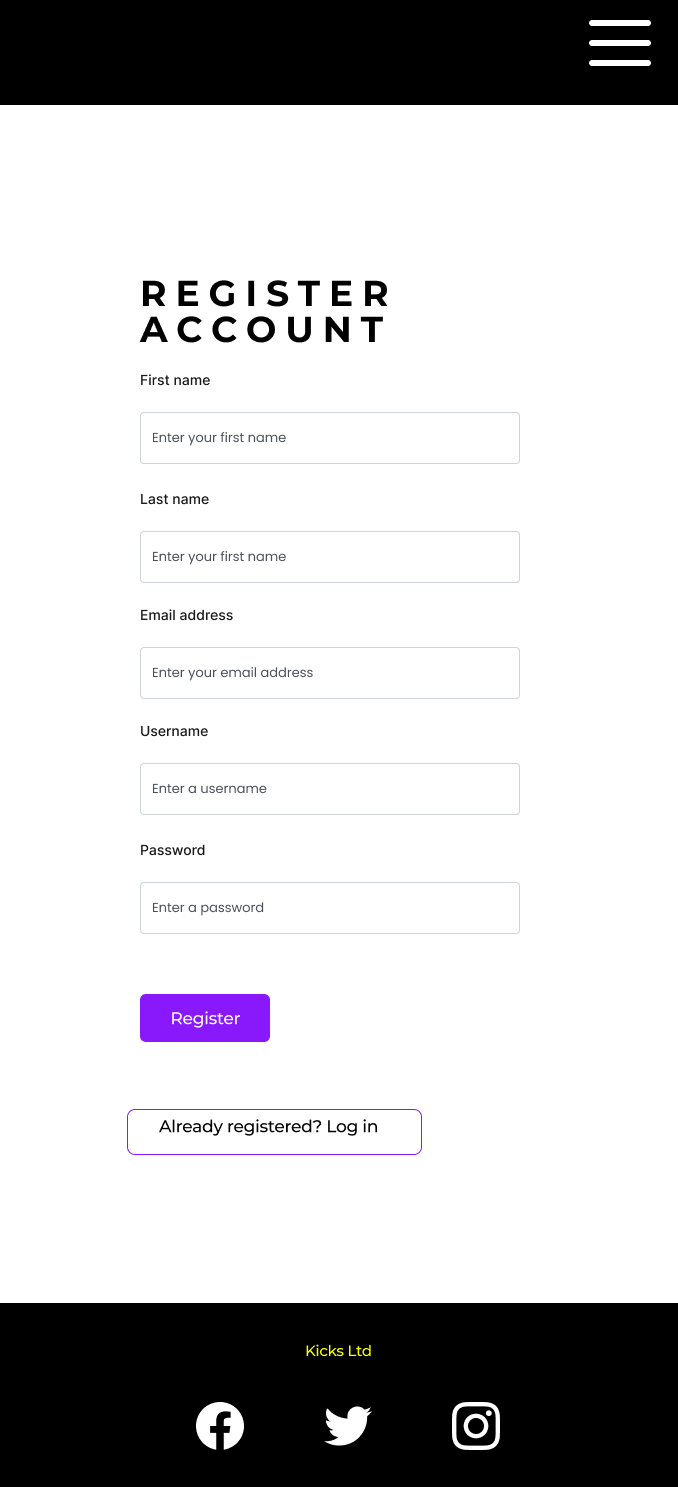 REGISTER
ACCOUNT
First name
Enter your first name
Last name
Enter your first name
Email address
Enter your email address
Username
Enter a username
Password
Enter a password
Register
Already registered? Log in
Kicks Ltd